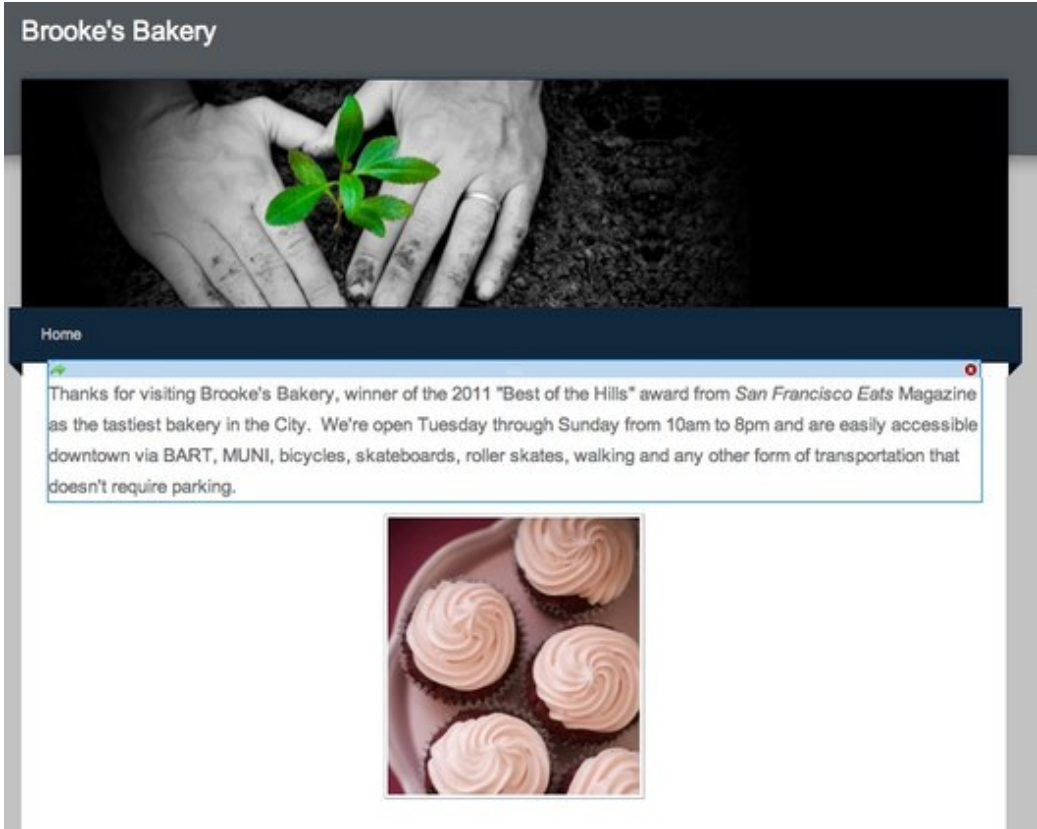 Brooke's Bakery
Home
Thanks for visiting Brooke's Bakery, winner of the 2011 "Best of the Hills" award from San Francisco Eats Magazine
as the tastiest bakery in the City.  We're open Tuesday through Sunday from 10am to 8pm and are easily accessible
downtown via BART, MUNI, bicycles, skateboards, roller skates, walking and any other form of transportation that
doesn't require parking.